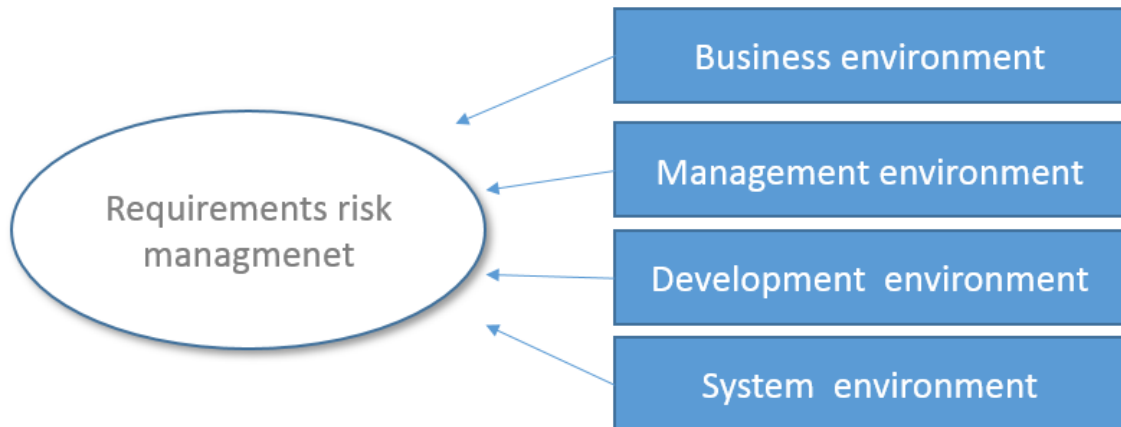 Business environment
Management environment
Requirements risk
managmenet
Development  environment
System  environment